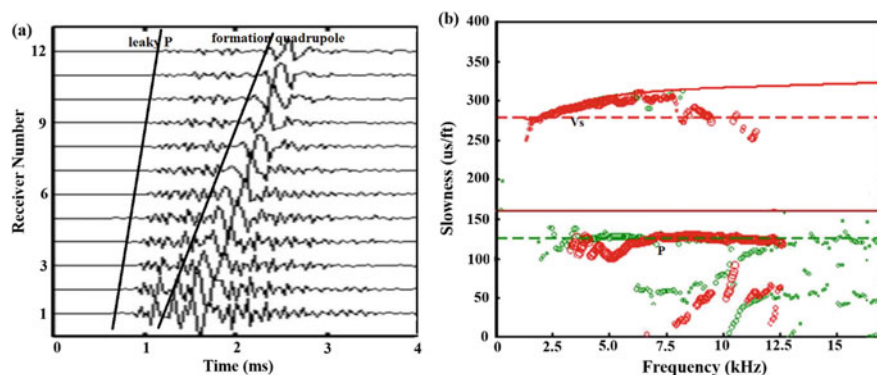 (a)
leaky P
formation quadrupole
12
9
6
3
1
Receiver Number
0
1
2
3
4
Time (ms)
(b)
400
350
300
250
200
150
100
50
0
Slowness (us/ft)
Vs
P
2.5
5.0
7.5
10
12.5
15
Frequency (kHz)